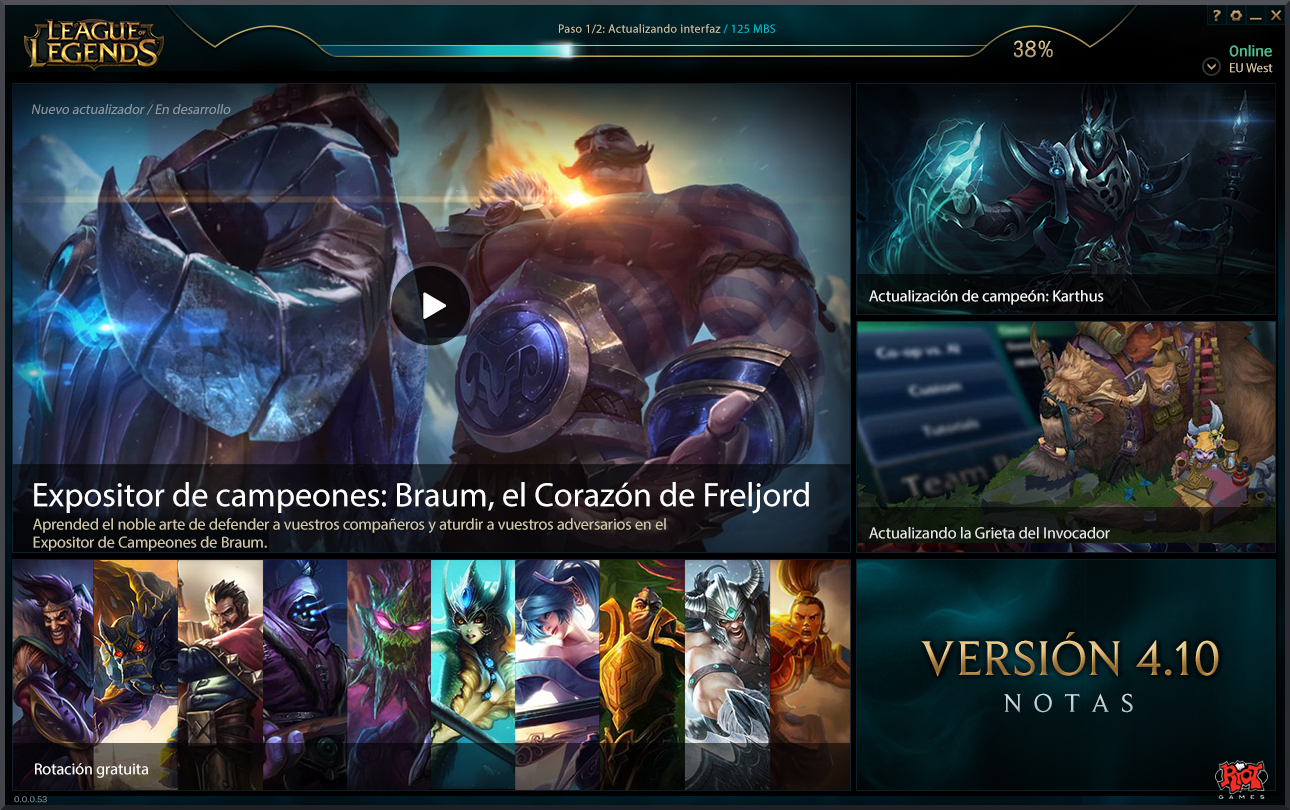 LEAGUE OF
LEGENDS
Paso 1/2: Actualizando interfaz / 125 MBS
38%
?
Online
EU West
Nuevo actualizador / En desarrollo
Expositor de campeones: Braum, el Corazón de Freljord
Aprended el noble arte de defender a vuestros compañeros y aturdir a vuestros adversarios en el
Expositor de Campeones de Braum.
Actualización de campeón: Karthus
Co-op vs. AI
Custom
Tutorials
Team
Actualizando la Grieta del Invocador
Rotación gratuita
VERSIÓN 4.10
NOTAS
RIOT
GAMES
0.0.0.53